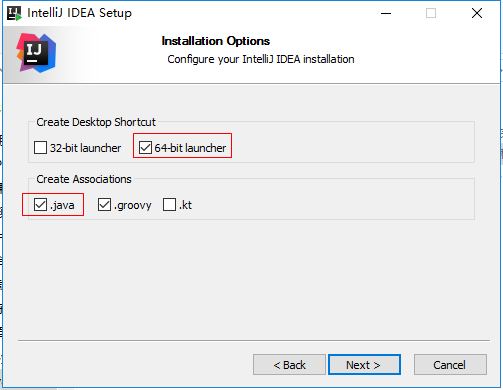 IntelliJ IDEA Setup
IJ
Installation Options
Configure your IntelliJ IDEA installation
Create Desktop Shortcut
32-bit launcher 64-bit launcher
Create Associations
.java .groovy .kt
< Back Next > Cancel